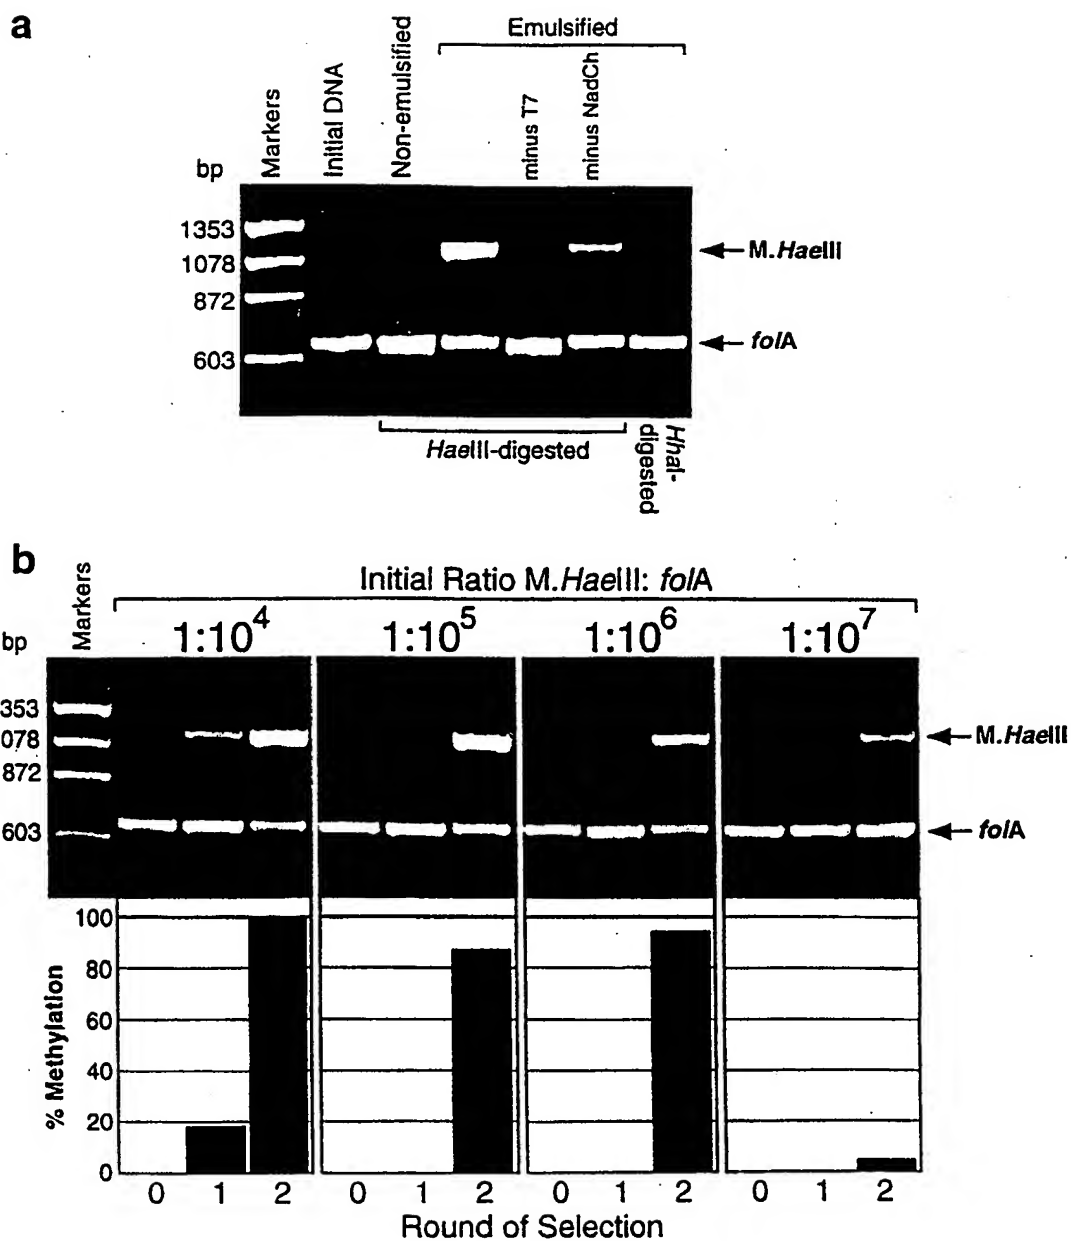 a
Emulsified
Markers
Initial DNA
Non-emulsified
minus T7
minus NadCh
bp
1353
1078
872
603
M.HaeIII
folA
HaeIII-digested
HhaI-
digested
b
Initial Ratio M.HaeIII: folA
Markers
bp
1:10⁴ 1:10⁵ 1:10⁶ 1:10⁷
353
078
872
603
M.HaeIII
folA
% Methylation
100
80
60
40
20
0
0 1 2 0 1 2 0 1 2 0 1 2
Round of Selection